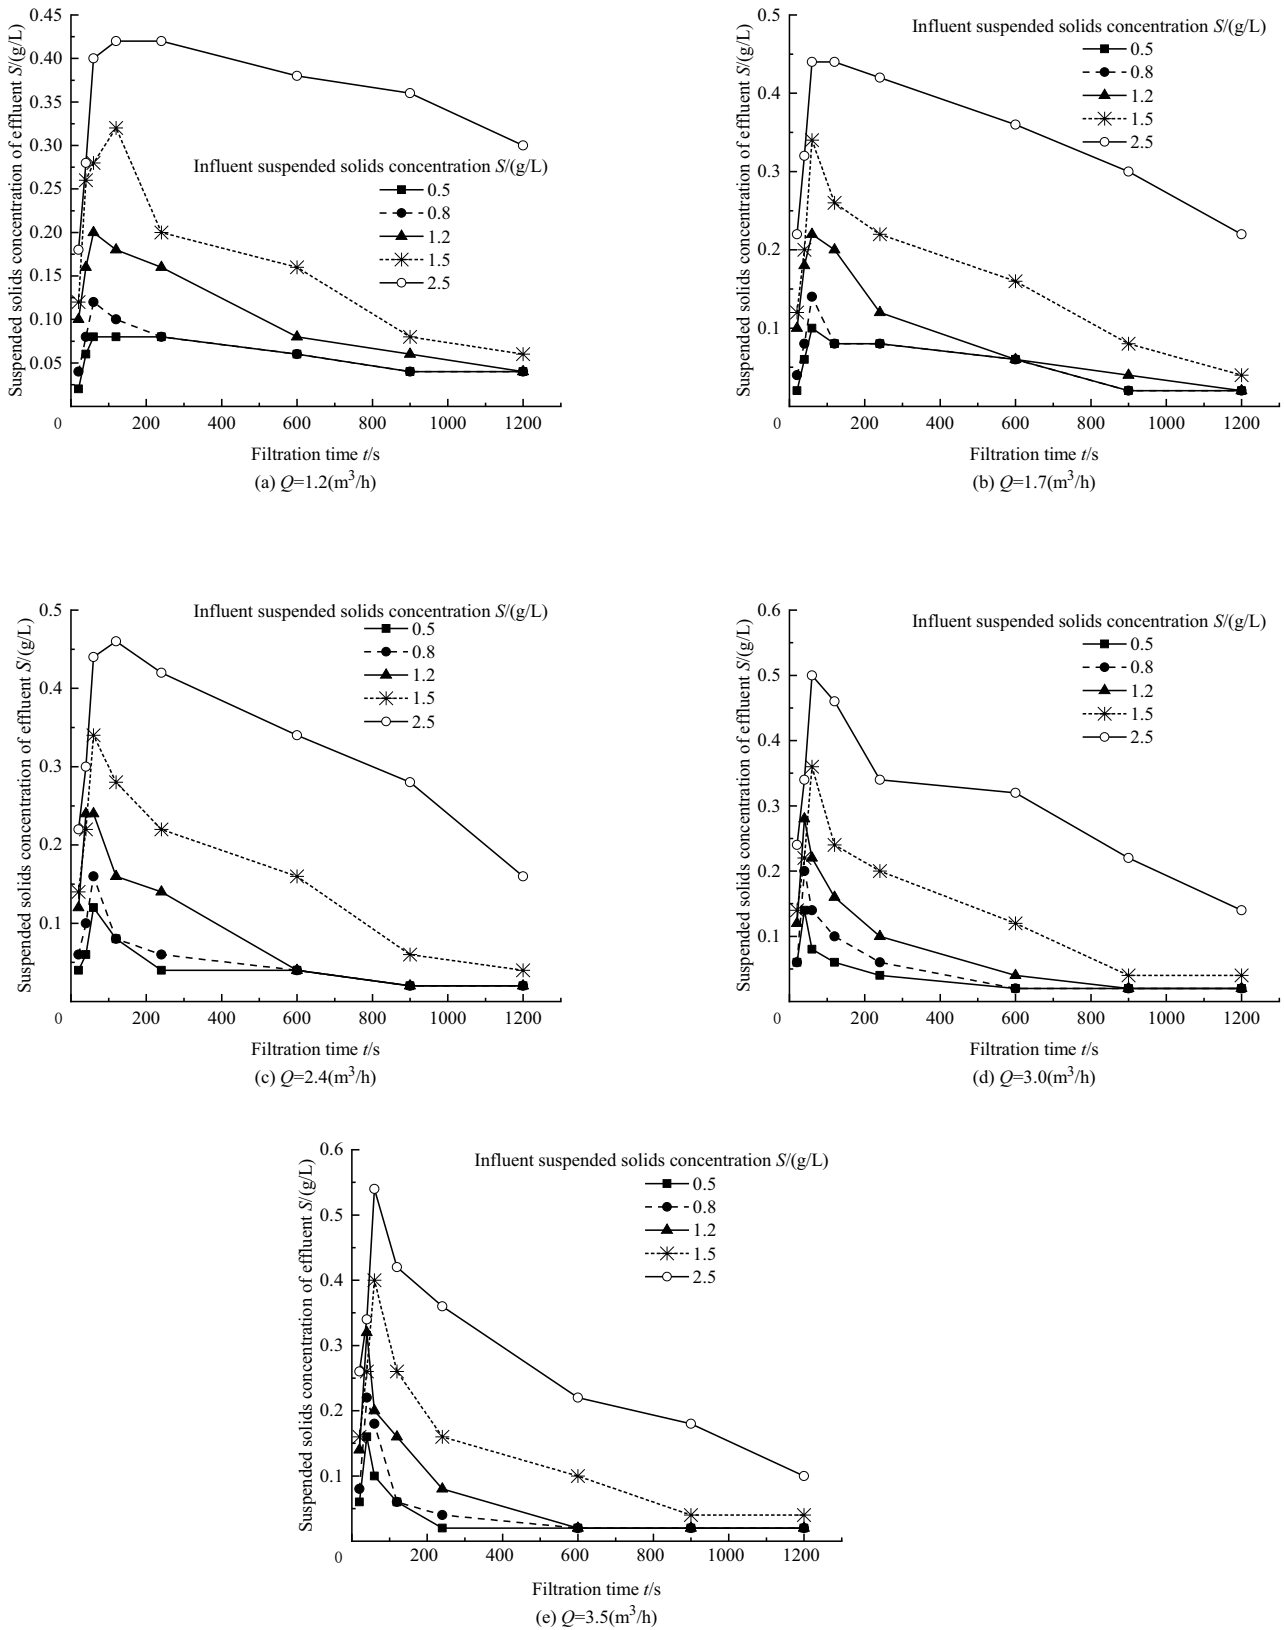 0.45
0.40
0.35
0.30
0.25
0.20
0.15
0.10
0.05
Suspended solids concentration of effluent S/(g/L)
Influent suspended solids concentration S/(g/L)
0.5
0.8
1.2
1.5
2.5
0 200 400 600 800 1000 1200
Filtration time t/s
(a) Q=1.2(m³/h)
0.5
0.4
0.3
0.2
0.1
Suspended solids concentration of effluent S/(g/L)
Influent suspended solids concentration S/(g/L)
0.5
0.8
1.2
1.5
2.5
0 200 400 600 800 1000 1200
Filtration time t/s
(b) Q=1.7(m³/h)
0.5
0.4
0.3
0.2
0.1
Suspended solids concentration of effluent S/(g/L)
Influent suspended solids concentration S/(g/L)
0.5
0.8
1.2
1.5
2.5
0 200 400 600 800 1000 1200
Filtration time t/s
(c) Q=2.4(m³/h)
0.6
0.5
0.4
0.3
0.2
0.1
Suspended solids concentration of effluent S/(g/L)
Influent suspended solids concentration S/(g/L)
0.5
0.8
1.2
1.5
2.5
0 200 400 600 800 1000 1200
Filtration time t/s
(d) Q=3.0(m³/h)
0.6
0.5
0.4
0.3
0.2
0.1
Suspended solids concentration of effluent S/(g/L)
Influent suspended solids concentration S/(g/L)
0.5
0.8
1.2
1.5
2.5
0 200 400 600 800 1000 1200
Filtration time t/s
(e) Q=3.5(m³/h)